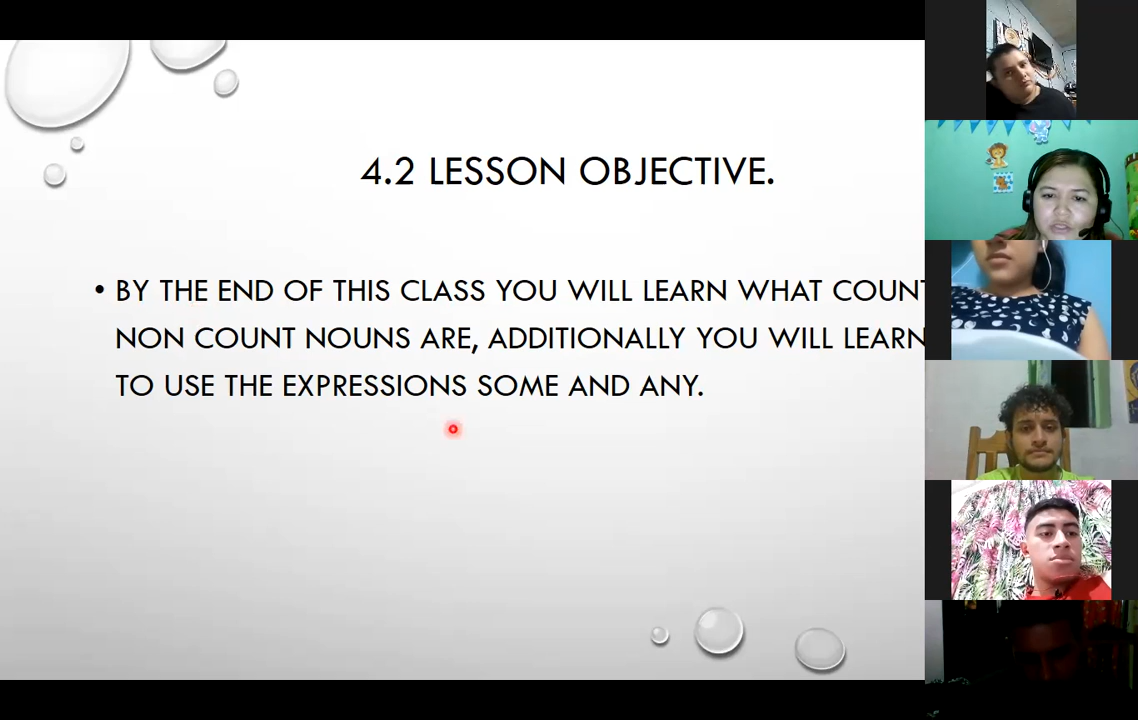 4.2 LESSON OBJECTIVE.
• BY THE END OF THIS CLASS YOU WILL LEARN WHAT COUNT
NON COUNT NOUNS ARE, ADDITIONALLY YOU WILL LEARN
TO USE THE EXPRESSIONS SOME AND ANY.